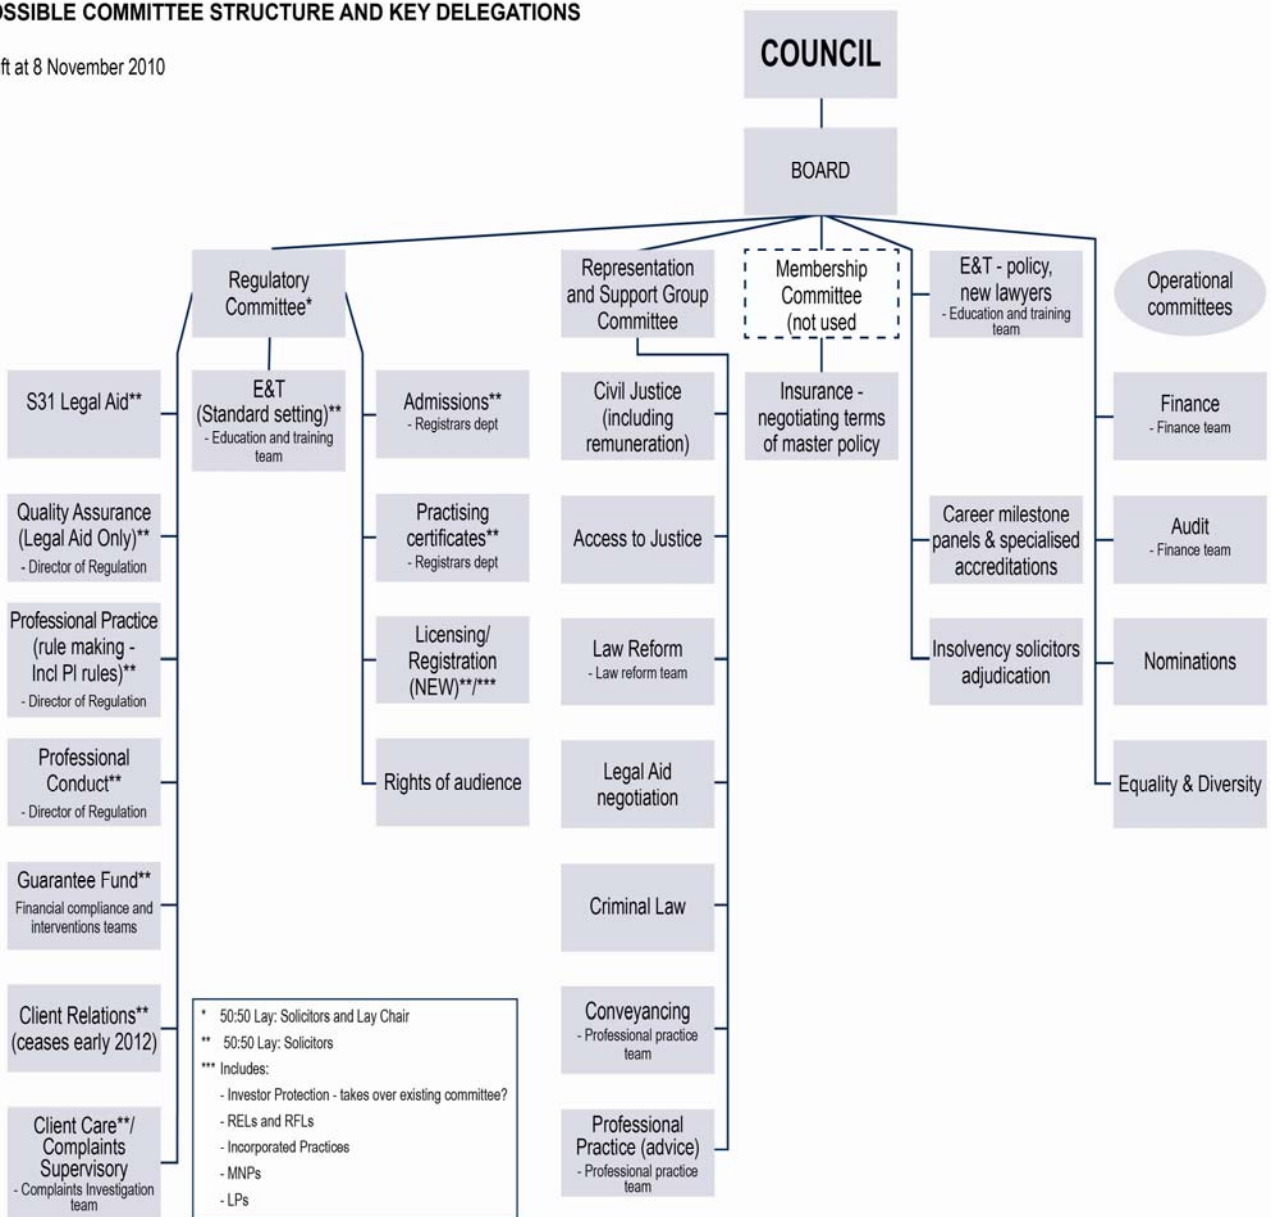 OSSIBLE COMMITTEE STRUCTURE AND KEY DELEGATIONS
ft at 8 November 2010
COUNCIL
BOARD
Regulatory
Committee*
Representation
and Support Group
Committee
Membership
Committee
(not used
E&T - policy,
new lawyers
- Education and training
team
Operational
committees
S31 Legal Aid**
E&T
(Standard setting)**
- Education and training
team
Admissions**
- Registrars dept
Civil Justice
(including
remuneration)
Insurance -
negotiating terms
of master policy
Finance
- Finance team
Quality Assurance
(Legal Aid Only)**
- Director of Regulation
Practising
certificates**
- Registrars dept
Access to Justice
Career milestone
panels & specialised
accreditations
Audit
- Finance team
Professional Practice
(rule making -
Incl PI rules)**
- Director of Regulation
Licensing/
Registration
(NEW)**/***
Law Reform
- Law reform team
Insolvency solicitors
adjudication
Nominations
Professional
Conduct**
- Director of Regulation
Rights of audience
Legal Aid
negotiation
Equality & Diversity
Guarantee Fund**
Financial compliance and
interventions teams
Criminal Law
Client Relations**
(ceases early 2012)
Conveyancing
- Professional practice
team
Client Care**/
Complaints
Supervisory
- Complaints Investigation
team
Professional
Practice (advice)
- Professional practice
team
* 50:50 Lay: Solicitors and Lay Chair
** 50:50 Lay: Solicitors
*** Includes:
- Investor Protection - takes over existing committee?
- RELs and RFLs
- Incorporated Practices
- MNPs
- LPs